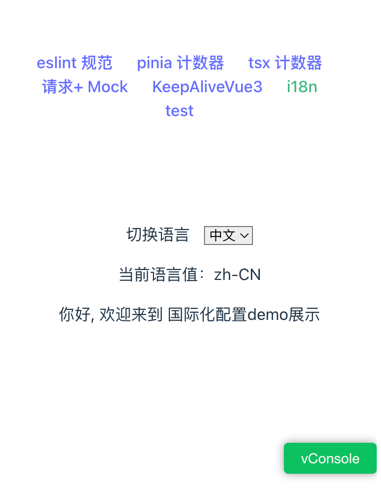 eslint 规范 pinia 计数器 tsx 计数器
请求+ Mock KeepAliveVue3 i18n
test
切换语言 中文
当前语言值：zh-CN
你好, 欢迎来到 国际化配置demo展示
vConsole